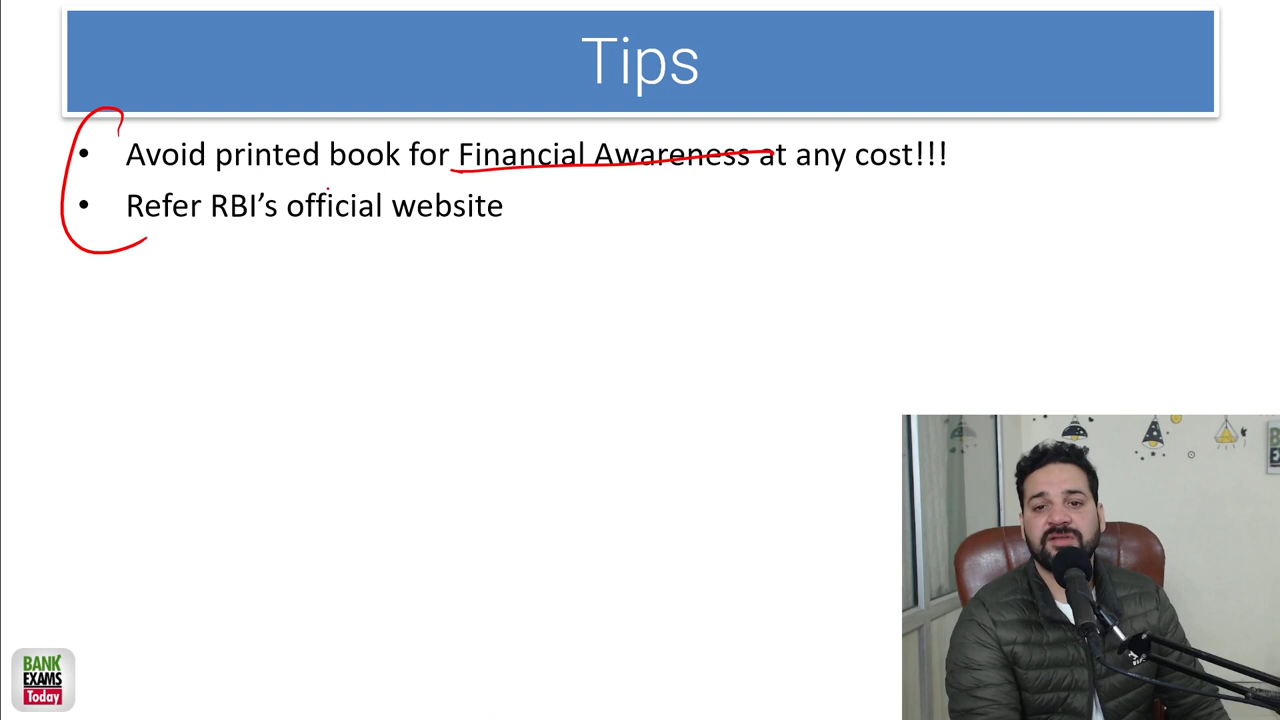 Tips
• Avoid printed book for Financial Awareness at any cost!!!
• Refer RBI’s official website
BANK
EXAMS
Today